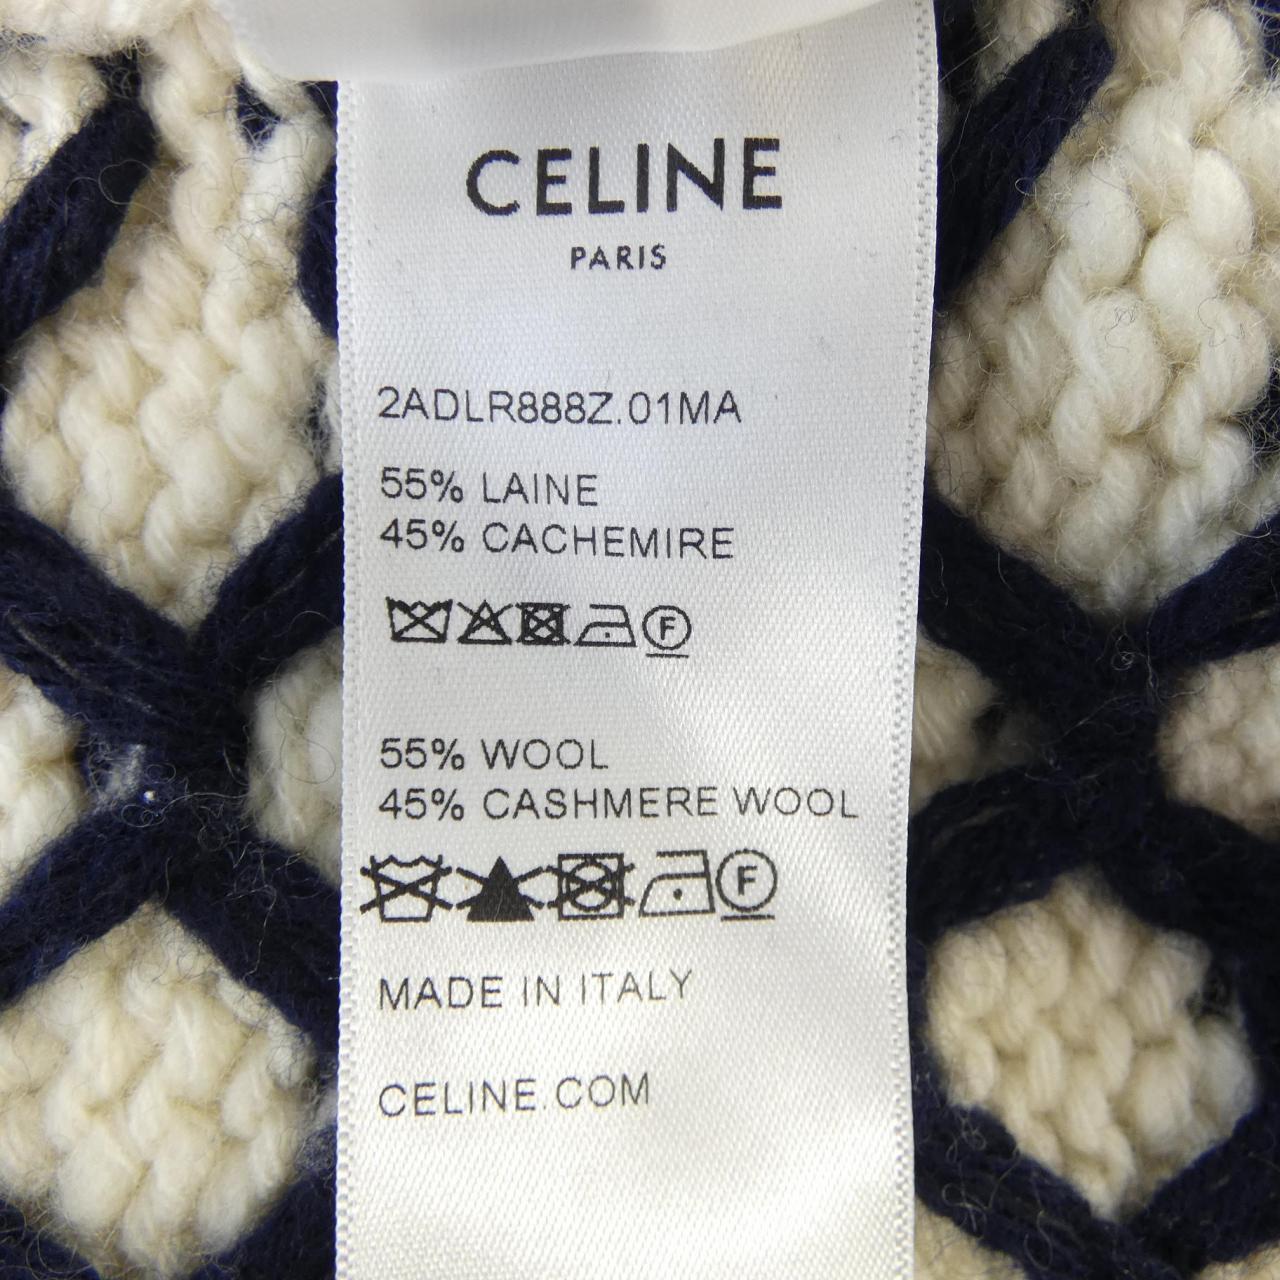 CELINE
PARIS
2ADLR888Z.01MA
55% LAINE
45% CACHEMIRE
F
55% WOOL
45% CASHMERE WOOL
F
MADE IN ITALY
CELINE.COM